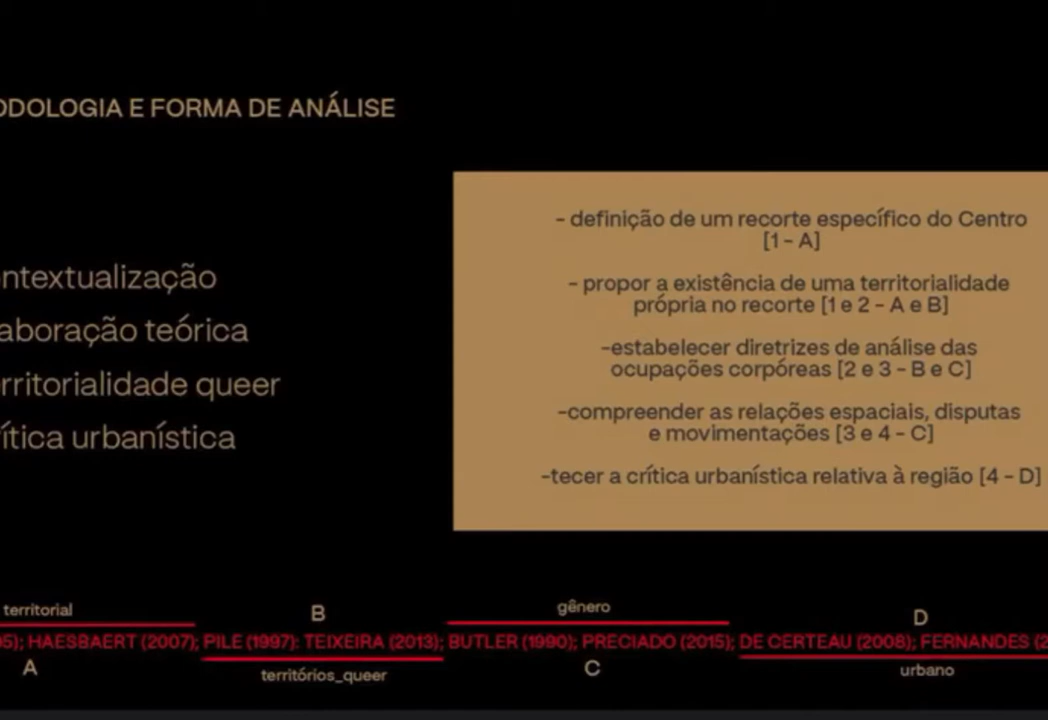 ODOLOGIA E FORMA DE ANÁLISE
ntextualização
aboração teórica
rritorialidade queer
ítica urbanística
- definição de um recorte específico do Centro
[1 - A]
- propor a existência de uma territorialidade
própria no recorte [1 e 2 - A e B]
-estabelecer diretrizes de análise das
ocupações corpóreas [2 e 3 - B e C]
-compreender as relações espaciais, disputas
e movimentações [3 e 4 - C]
-tecer a crítica urbanística relativa à região [4 - D]
territorial B gênero D
95); HAESBAERT (2007); PILE (1997): TEIXEIRA (2013); BUTLER (1990); PRECIADO (2015); DE CERTEAU (2008); FERNANDES (2
A territórios_queer C urbano